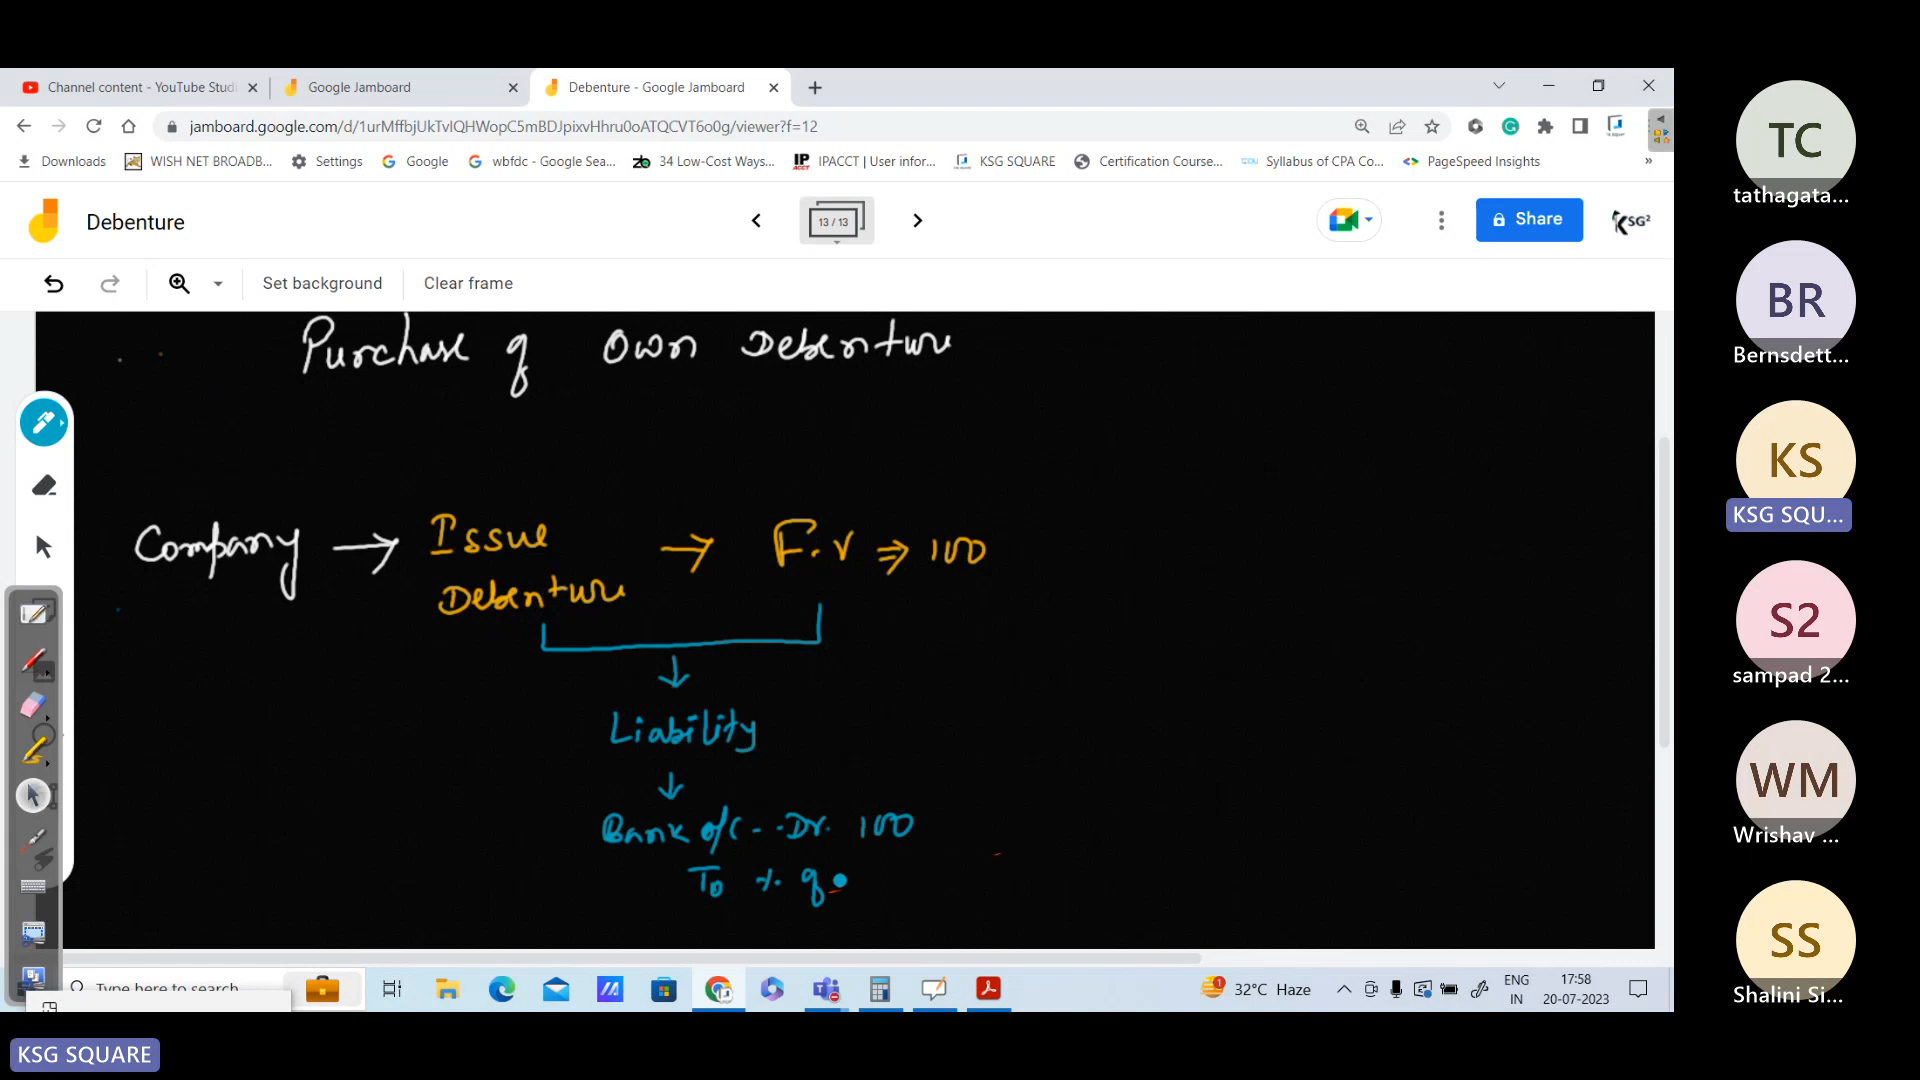 Channel content - YouTube Stud
Google Jamboard
Debenture - Google Jamboard
jamboard.google.com/d/1urMffbjUkTvIQHWopC5mBDJpixvHhru0oATQCVT6o0g/viewer?f=12
Downloads
WISH NET BROADB...
Settings
Google
wbfdc - Google Sea...
34 Low-Cost Ways...
IPACCT | User infor...
KSG SQUARE
Certification Course...
Syllabus of CPA Co...
PageSpeed Insights
»
Debenture
13 / 13
Share
KSG²
Set background
Clear frame
Purchase of Own Debenture
Company → Issue Debenture → F.V ⇒ 100
↓
Liability
↓
Bank a/c - - Dr. 100
To %. 9
Type here to search
32°C Haze
ENG
IN
17:58
20-07-2023
TC
tathagata...
BR
Bernsdett...
KS
KSG SQU...
S2
sampad 2...
WM
Wrishav ...
SS
Shalini Si...
KSG SQUARE